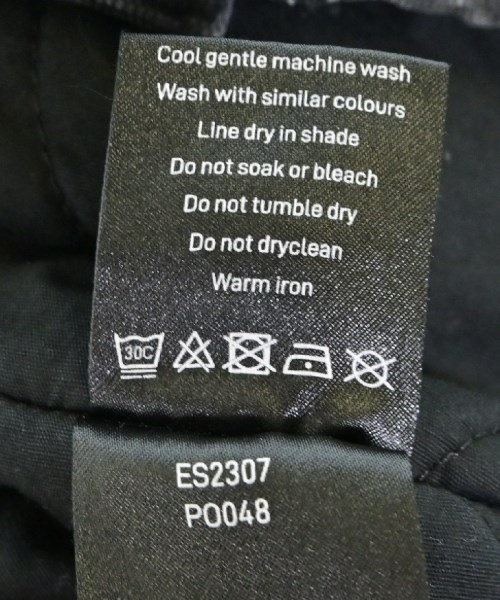 Cool gentle machine wash
Wash with similar colours
Line dry in shade
Do not soak or bleach
Do not tumble dry
Do not dryclean
Warm iron
30C
ES2307
PO048